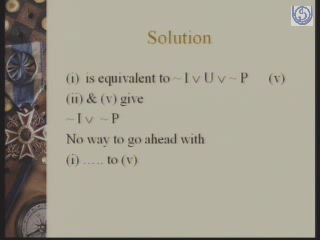 Solution
(i) is equivalent to ~ I ∨ U ∨ ~ P (v)
(ii) & (v) give
~ I ∨ ~ P
No way to go ahead with
(i) ..... to (v)